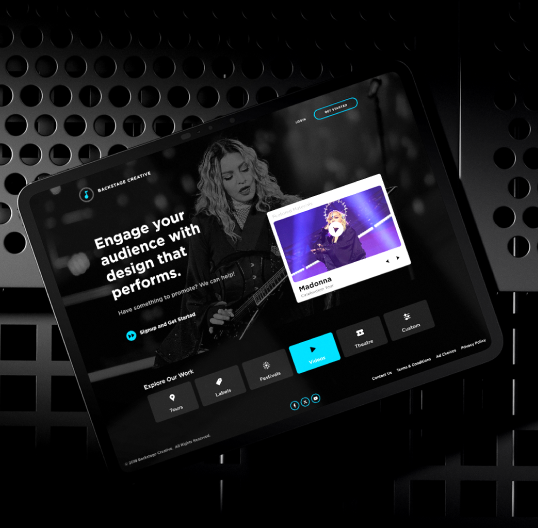 BACKSTAGE CREATIVE
LOGIN
GET STARTED
Engage your
audience with
design that
performs.
Have something to promote? We can help!
Signup and Get Started
Madonna
Explore Our Work
Tours
Labels
Festivals
Videos
Theatre
Custom
Contact Us
Terms & Conditions
Ad Choices
Privacy Policy
© 2018 Backstage Creative. All Rights Reserved.